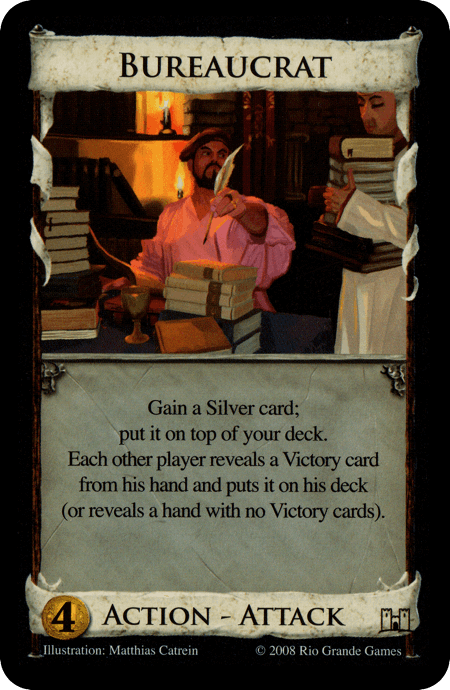 BUREAUCRAT
Gain a Silver card;
put it on top of your deck.
Each other player reveals a Victory card
from his hand and puts it on his deck
(or reveals a hand with no Victory cards).
4 ACTION - ATTACK
Illustration: Matthias Catrein © 2008 Rio Grande Games